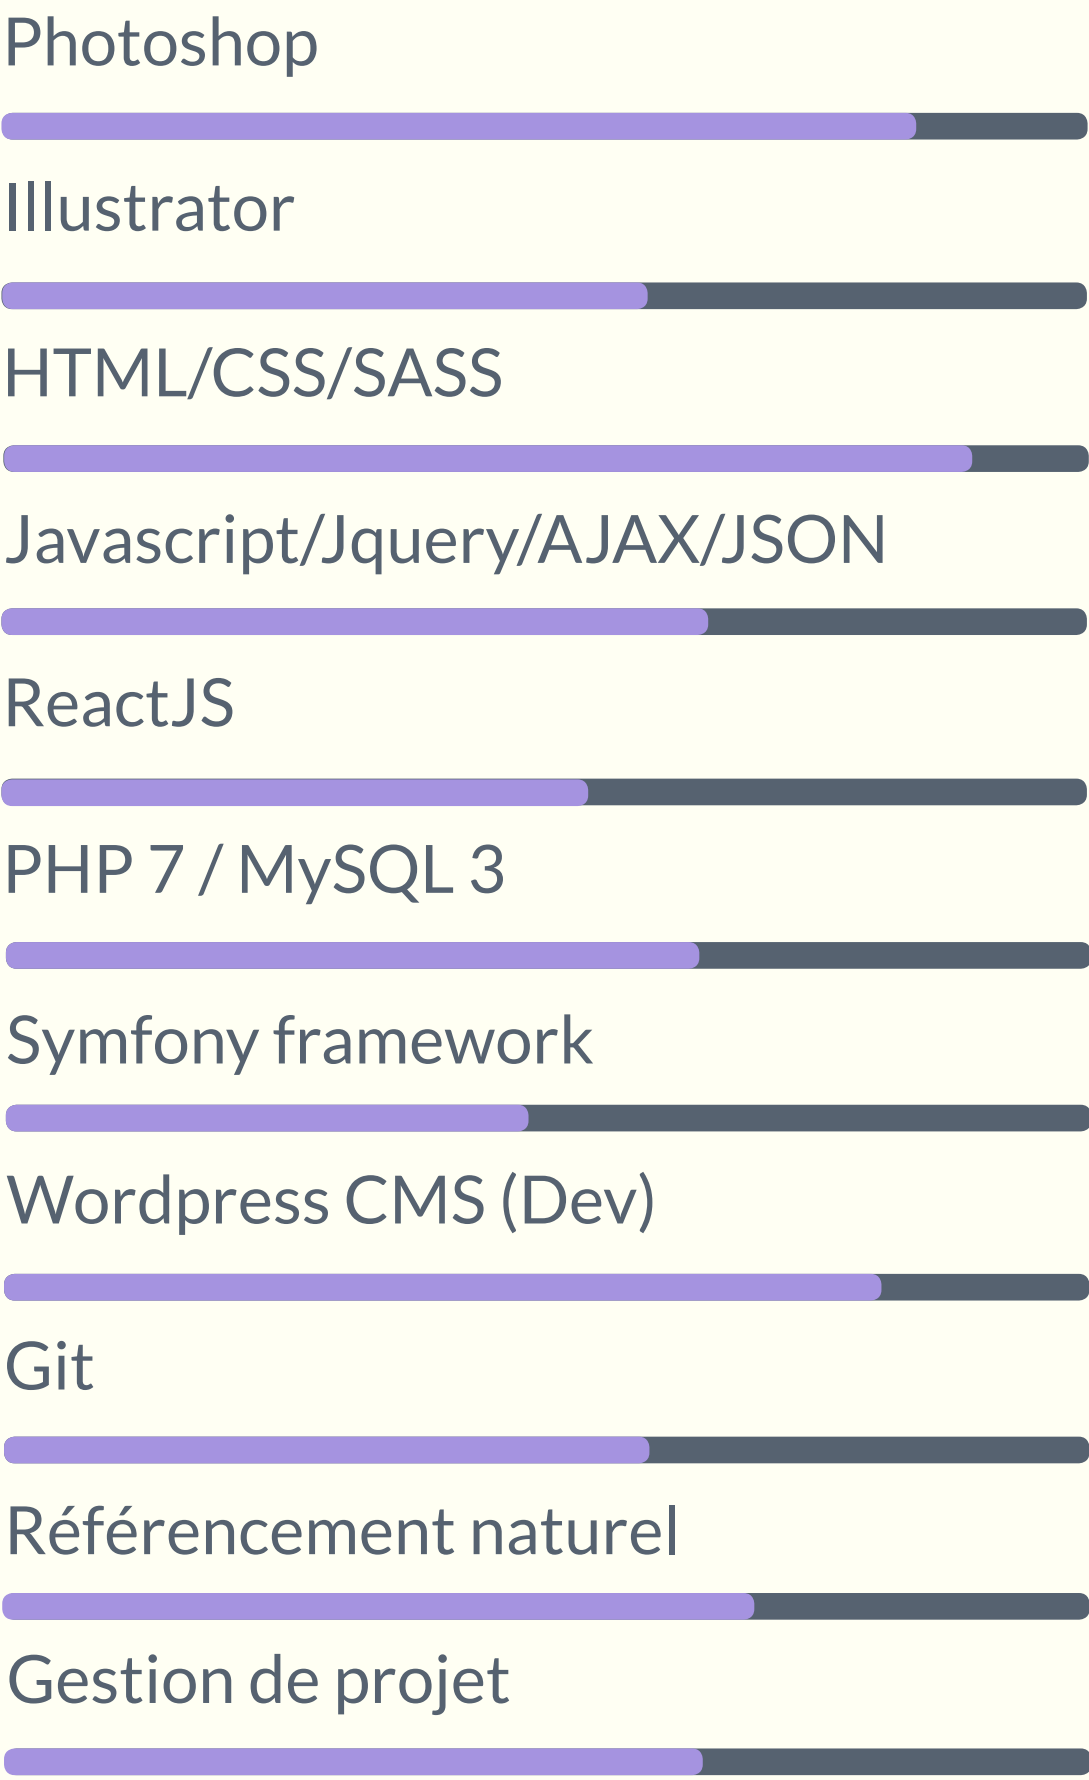 Photoshop
Illustrator
HTML/CSS/SASS
Javascript/Jquery/AJAX/JSON
ReactJS
PHP 7 / MySQL 3
Symfony framework
Wordpress CMS (Dev)
Git
Référencement naturel
Gestion de projet